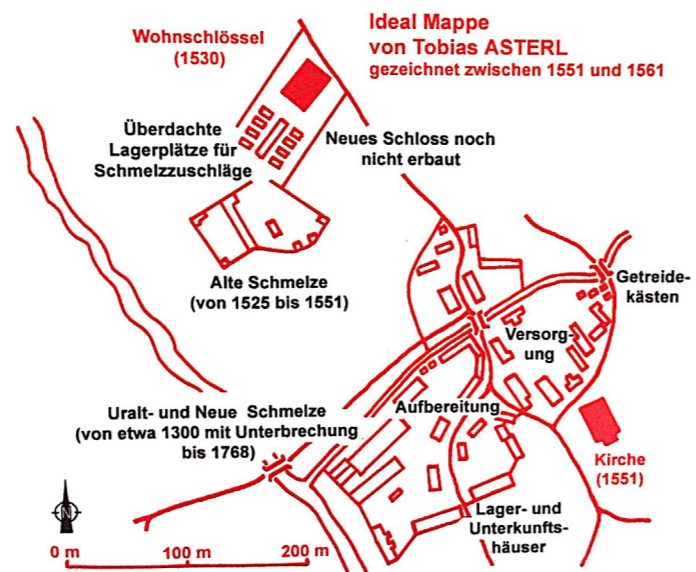 Ideal Mappe
von Tobias ASTERL
gezeichnet zwischen 1551 und 1561
Wohnschlössel
(1530)
Überdachte
Lagerplätze für
Schmelzzuschläge
Neues Schloss noch
nicht erbaut
Alte Schmelze
(von 1525 bis 1551)
Getreide-
kästen
Versorg-
ung
Uralt- und Neue Schmelze
(von etwa 1300 mit Unterbrechung
bis 1768)
Aufbereitung
Kirche
(1551)
Lager- und
Unterkunfts-
häuser
N
0 m 100 m 200 m